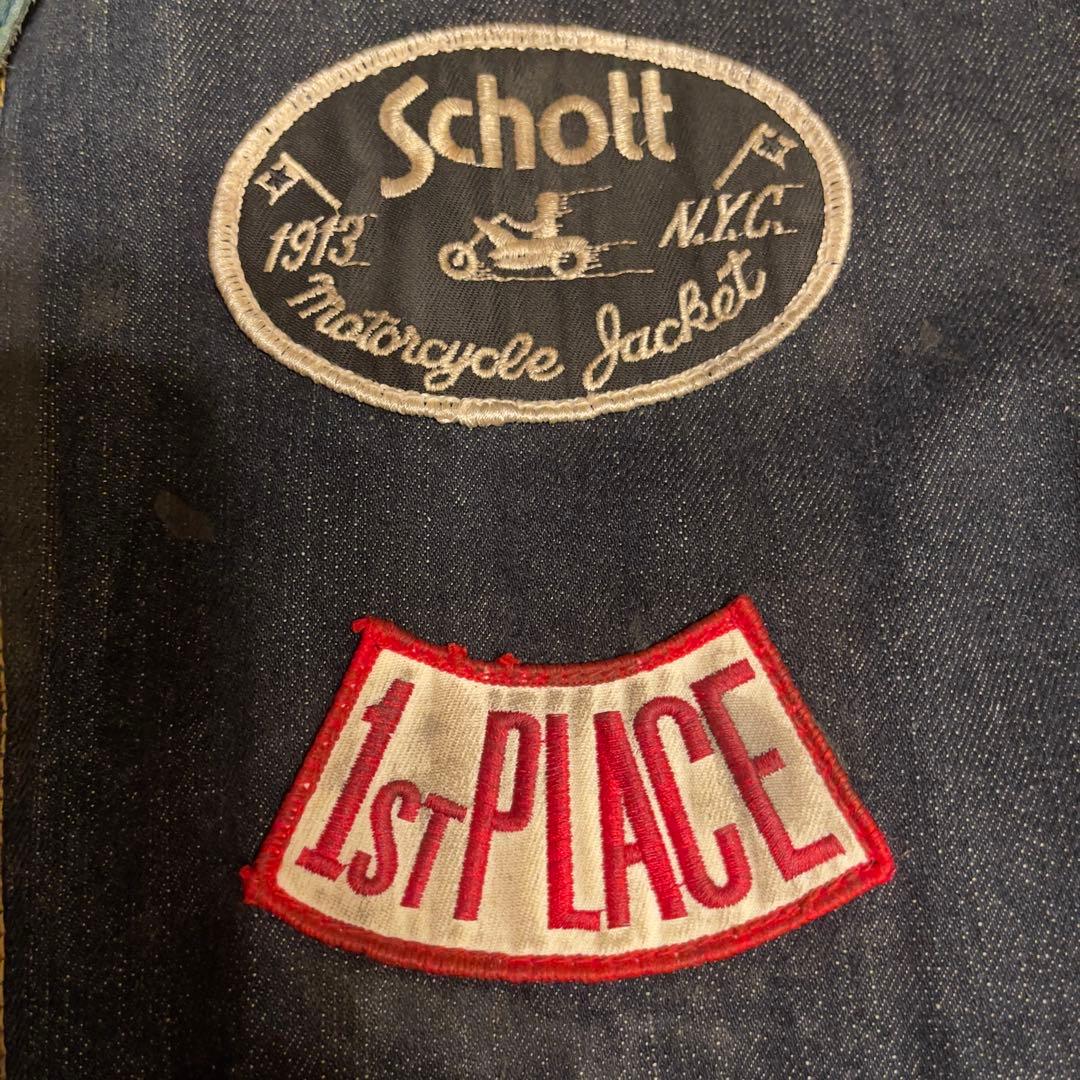 Schott
1913 N.Y.C.
Motorcycle Jacket
1ST PLACE